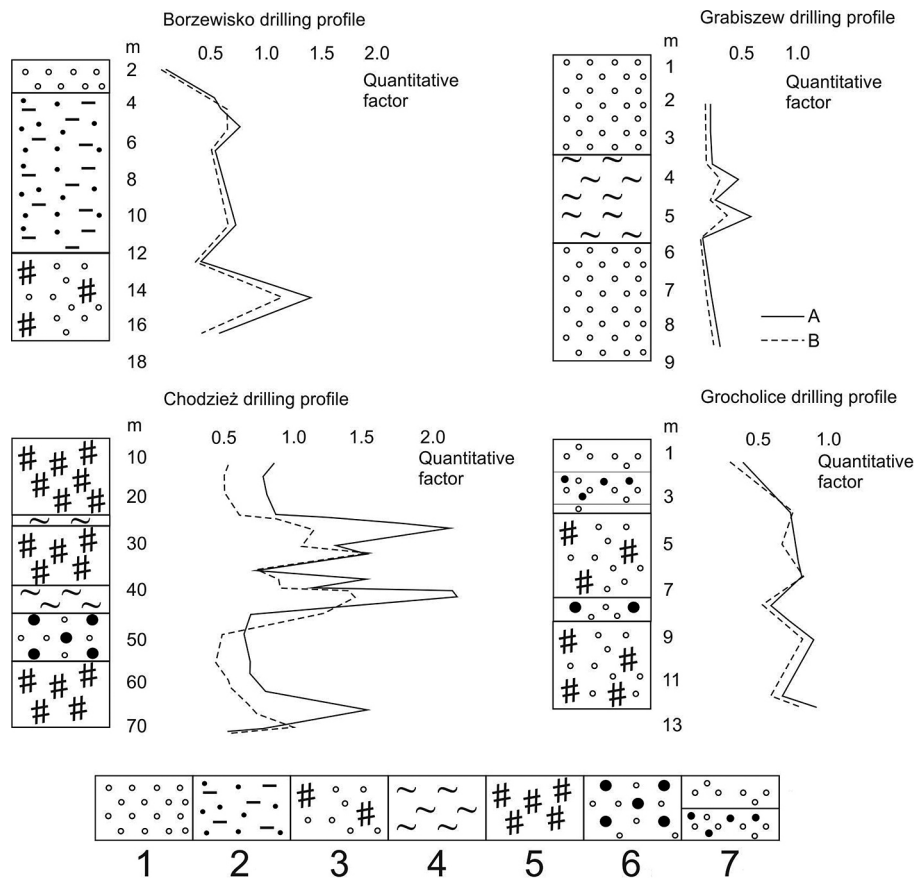 Borzewisko drilling profile
m
0.5 1.0 1.5 2.0
Quantitative
factor
2
4
6
8
10
12
14
16
18
Grabiszew drilling profile
m
0.5 1.0
Quantitative
factor
1
2
3
4
5
6
7
8
9
A
B
Chodzież drilling profile
m
0.5 1.0 1.5 2.0
Quantitative
factor
10
20
30
40
50
60
70
Grocholice drilling profile
m
0.5 1.0
Quantitative
factor
1
3
5
7
9
11
13
1 2 3 4 5 6 7